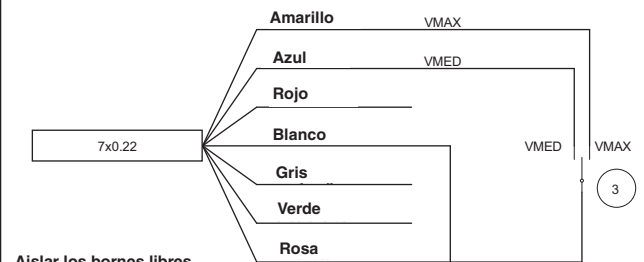 Amarillo
VMAX
Azul
VMED
Rojo
Blanco
7x0.22
VMED VMAX
Gris
3
Verde
Rosa
Aislar los bornes libres